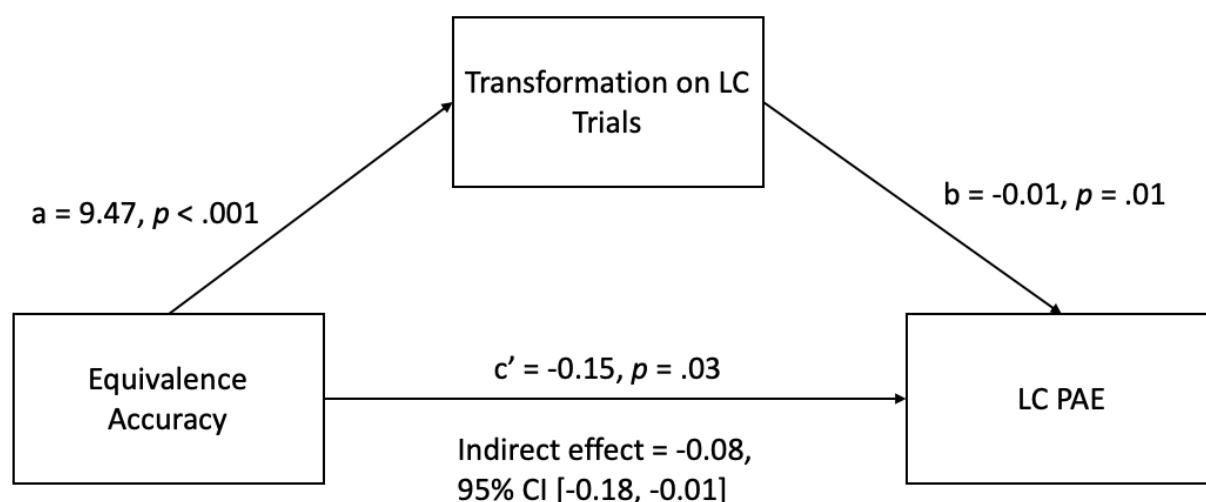 Transformation on LC
Trials
a = 9.47, p < .001
b = -0.01, p = .01
Equivalence
Accuracy
c’ = -0.15, p = .03
LC PAE
Indirect effect = -0.08,
95% CI [-0.18, -0.01]